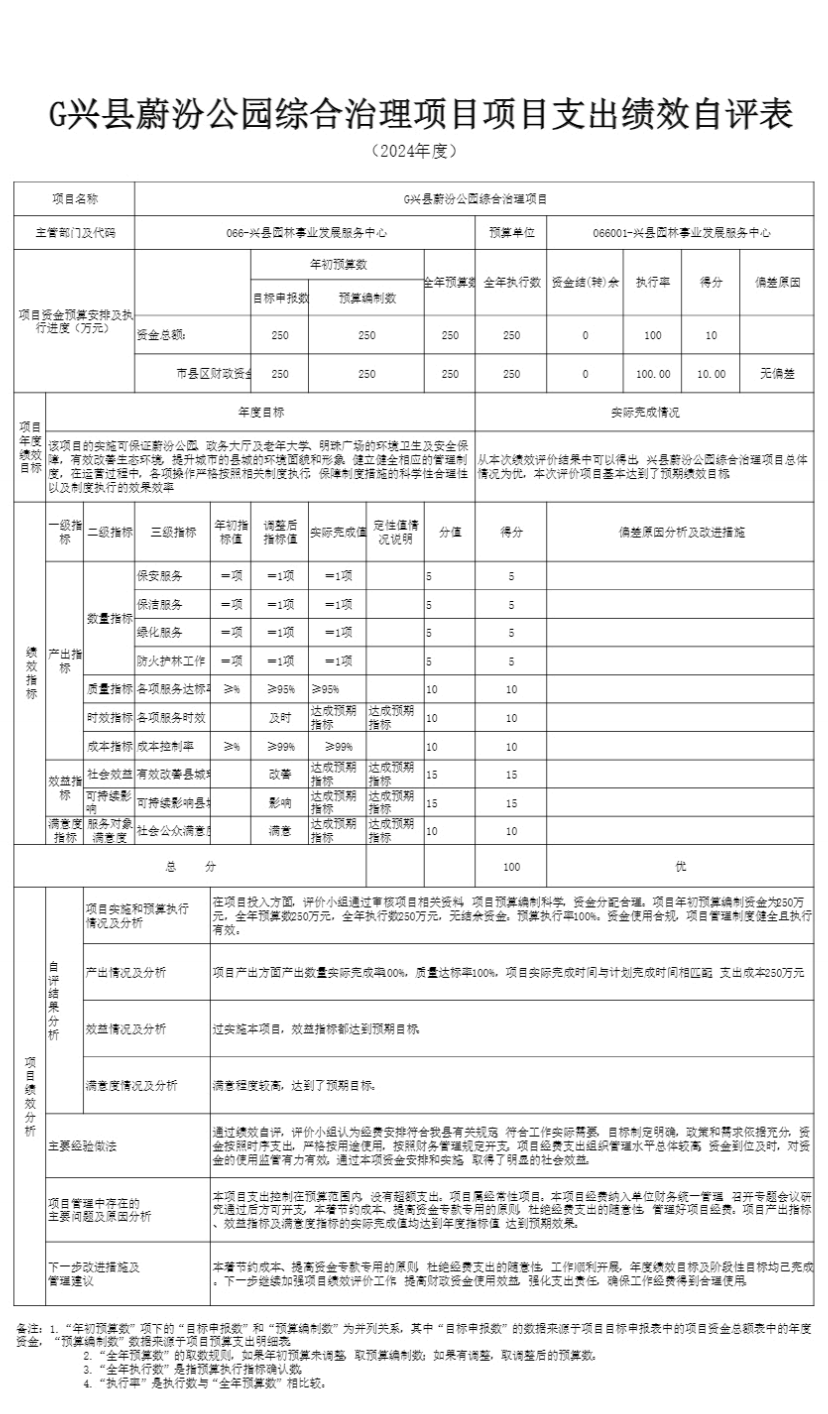 G兴县蔚汾公园综合治理项目项目支出绩效自评表
（2024年度）
项目名称 G兴县蔚汾公园综合治理项目
主管部门及代码 066-兴县园林事业发展服务中心 预算单位 066001-兴县园林事业发展服务中心
项目资金预算安排及执
行进度（万元）
年初预算数 全年预算数 全年执行数 资金结(转)余 执行率 得分 偏差原因
目标申报数 预算编制数
资金总额： 250 250 250 250 0 100 10
市县区财政资金 250 250 250 250 0 100.00 10.00 无偏差
项目
年度
绩效
目标
年度目标 实际完成情况
该项目的实施可保证蔚汾公园、政务大厅及老年大学、明珠广场的环境卫生及安全保
障，有效改善生态环境，提升城市的县城的环境面貌和形象。健立健全相应的管理制
度，在运营过程中，各项操作严格按照相关制度执行，保障制度措施的科学性合理性
以及制度执行的效果效率
从本次绩效评价结果中可以得出，兴县蔚汾公园综合治理项目总体
情况为优，本次评价项目基本达到了预期绩效目标。
绩效指标
一级指标 二级指标 三级指标 年初指标值 调整后指标值 实际完成值 定性值情况说明 分值 得分 偏差原因分析及改进措施
产出指标 数量指标 保安服务 ＝项 ＝1项 ＝1项 5 5
保洁服务 ＝项 ＝1项 ＝1项 5 5
绿化服务 ＝项 ＝1项 ＝1项 5 5
防火护林工作 ＝项 ＝1项 ＝1项 5 5
质量指标 各项服务达标 ≥% ≥95% ≥95% 10 10
时效指标 各项服务时效 及时 达成预期指标 达成预期指标 10 10
成本指标 成本控制率 ≥% ≥99% ≥99% 10 10
效益指标 社会效益 有效改善县城 改善 达成预期指标 达成预期指标 15 15
可持续影响 可持续影响县 影响 达成预期指标 达成预期指标 15 15
满意度指标 服务对象满意度 社会公众满意度 满意 达成预期指标 达成预期指标 10 10
总 分 100 优
项目绩效分析
自评结果分析
项目实施和预算执行
情况及分析
在项目投入方面，评价小组通过审核项目相关资料，项目预算编制科学，资金分配合理。项目年初预算编制资金为250万
元，全年预算数250万元，全年执行数250万元，无结余资金。预算执行率100%。资金使用合规，项目管理制度健全且执行
有效。
产出情况及分析 项目产出方面产出数量实际完成率100%，质量达标率100%，项目实际完成时间与计划完成时间相匹配，支出成本250万元
效益情况及分析 过实施本项目，效益指标都达到预期目标。
满意度情况及分析 满意程度较高，达到了预期目标。
主要经验做法
通过绩效自评，评价小组认为经费安排符合我县有关规定，符合工作实际需要，目标制定明确，政策和需求依据充分，资
金按照时序支出，严格按用途使用，按照财务管理规定开支，项目经费支出组织管理水平总体较高，资金到位及时，对资
金的使用监管有力有效，通过本项资金安排和实施，取得了明显的社会效益。
项目管理中存在的
主要问题及原因分析
本项目支出控制在预算范围内，没有超额支出。项目属经常性项目。本项目经费纳入单位财务统一管理，召开专题会议研
究通过后方可开支，本着节约成本、提高资金专款专用的原则，杜绝经费支出的随意性，管理好项目经费。项目产出指标
、效益指标及满意度指标的实际完成值均达到年度指标值，达到预期效果。
下一步改进措施及
管理建议
本着节约成本、提高资金专款专用的原则，杜绝经费支出的随意性，工作顺利开展，年度绩效目标及阶段性目标均已完成
。下一步继续加强项目绩效评价工作，提高财政资金使用效益，强化支出责任，确保工作经费得到合理使用。
备注：1.“年初预算数”项下的“目标申报数”和“预算编制数”为并列关系，其中“目标申报数”的数据来源于项目目标申报表中的项目资金总额表中的年度
资金，“预算编制数”数据来源于项目预算支出明细表。
2.“全年预算数”的取数规则，如果年初预算未调整，取预算编制数；如果有调整，取调整后的预算数。
3.“全年执行数”是指预算执行指标确认数。
4.“执行率”是执行数与“全年预算数”相比较。